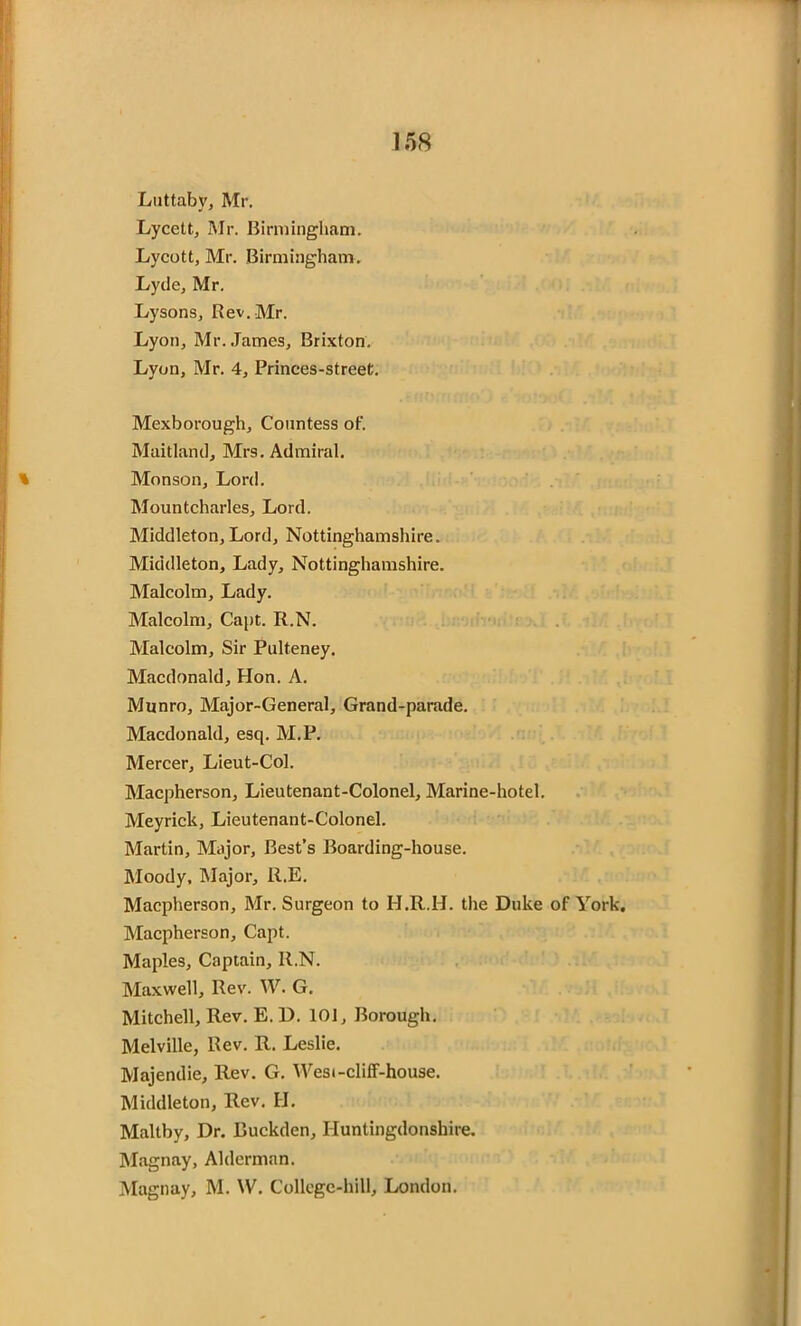 158
Luttaby, Mr.
Lycett, Mr. Birmingham.
Lycott, Mr. Birmingham.
Lyde, Mr.
Lysons, Rev. Mr.
Lyon, Mr. James, Brixton.
Lyon, Mr. 4, Princes-street.
Mexborough, Countess of.
Maitland, Mrs. Admiral.
Monson, Lord.
Mountcharles, Lord.
Middleton, Lord, Nottinghamshire.
Middleton, Lady, Nottinghamshire.
Malcolm, Lady.
Malcolm, Capt. R.N.
Malcolm, Sir Pulteney.
Macdonald, Hon. A.
Munro, Major-General, Grand-parade.
Macdonald, esq. M.P.
Mercer, Lieut-Col.
Macpherson, Lieutenant-Colonel, Marine-hotel.
Meyrick, Lieutenant-Colonel.
Martin, Major, Best's Boarding-house.
Moody, Major, R.E.
Macpherson, Mr. Surgeon to H.R.H. the Duke of York.
Macpherson, Capt.
Maples, Captain, R.N.
Maxwell, Rev. W. G.
Mitchell, Rev. E. D. 101, Borough.
Melville, Rev. R. Leslie.
Majendie, Rev. G. West-cliff-house.
Middleton, Rev. H.
Maltby, Dr. Buckden, Huntingdonshire.
Magnay, Alderman.
Magnay, M. W. College-hill, London.